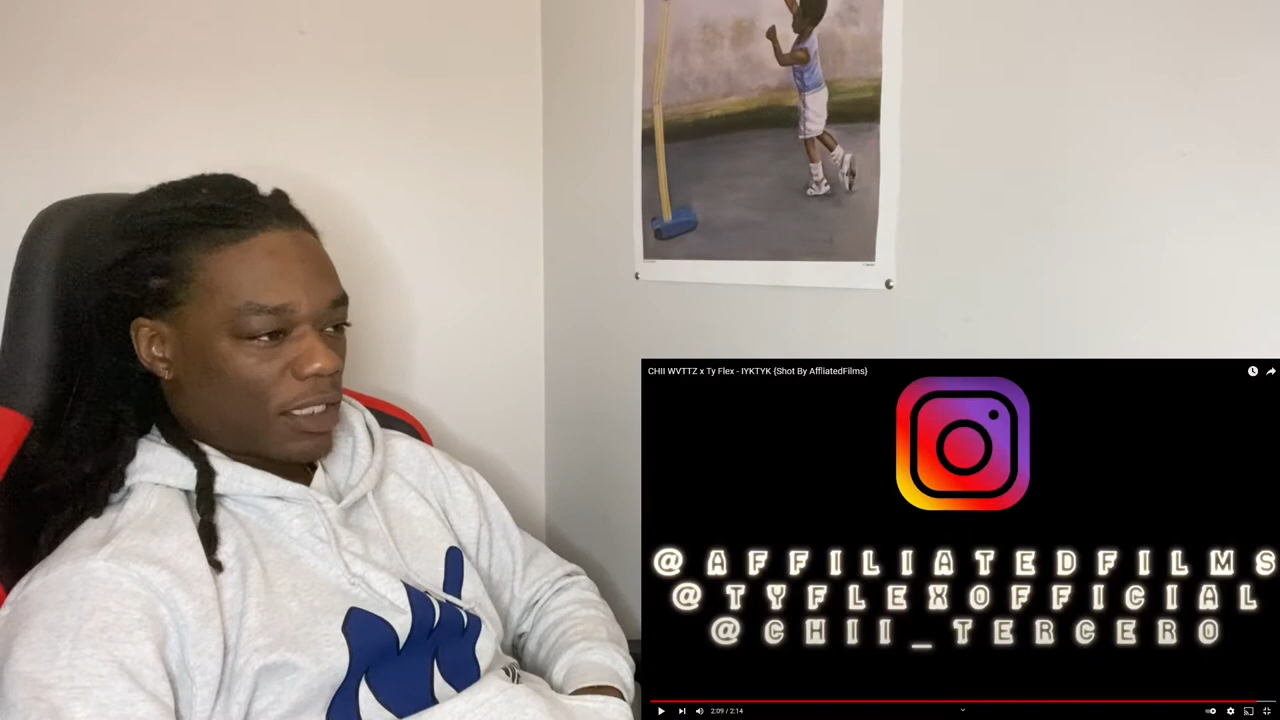 CHII WVTTZ x Ty Flex - IYKTYK {Shot By AffliatedFilms}
@AFFILIATEDFILMS
@TYFLEXOFFICIAL
@CHII_TERCERO
2:09 / 2:14